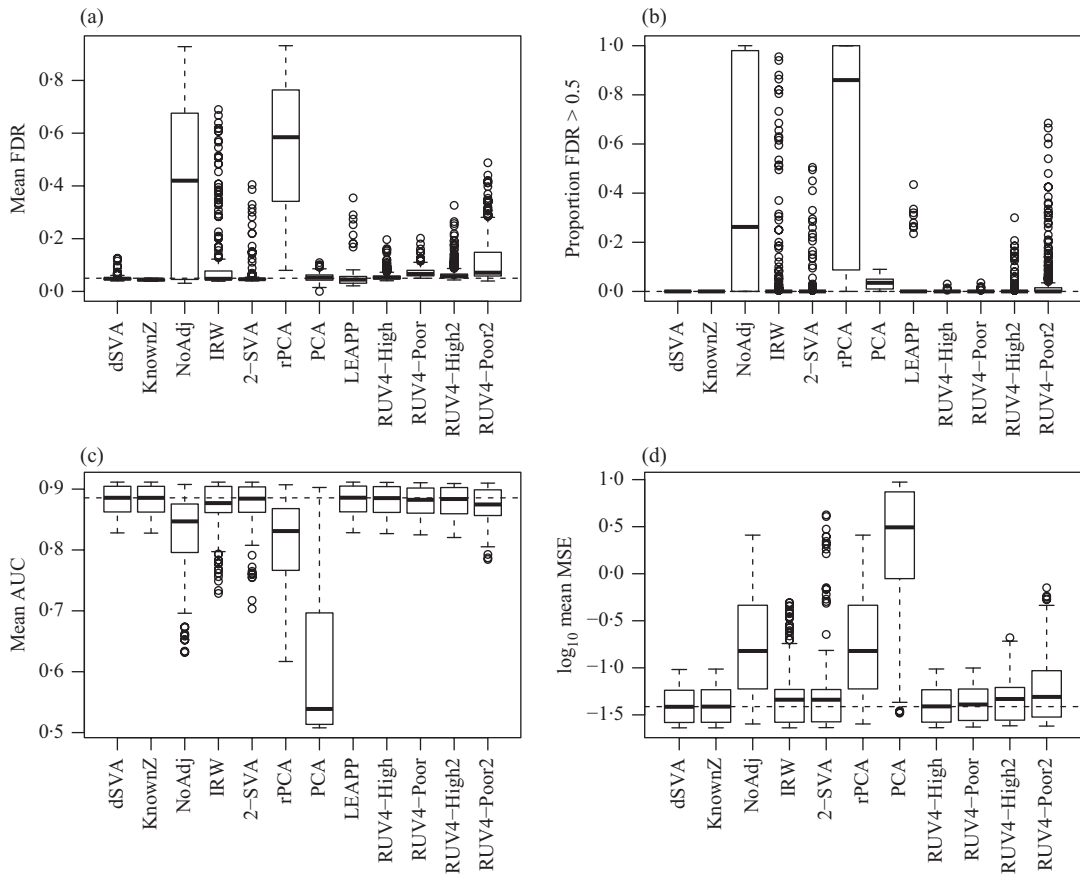 (a)
Mean FDR
0·8
0·6
0·4
0·2
0·0
dSVA
KnownZ
NoAdj
IRW
2−SVA
rPCA
PCA
LEAPP
RUV4−High
RUV4−Poor
RUV4−High2
RUV4−Poor2
(b)
Proportion FDR > 0.5
1·0
0·8
0·6
0·4
0·2
0·0
dSVA
KnownZ
NoAdj
IRW
2−SVA
rPCA
PCA
LEAPP
RUV4−High
RUV4−Poor
RUV4−High2
RUV4−Poor2
(c)
Mean AUC
0·9
0·8
0·7
0·6
0·5
dSVA
KnownZ
NoAdj
IRW
2−SVA
rPCA
PCA
LEAPP
RUV4−High
RUV4−Poor
RUV4−High2
RUV4−Poor2
(d)
log10 mean MSE
1·0
0·5
0·0
−0·5
−1·0
−1·5
dSVA
KnownZ
NoAdj
IRW
2−SVA
rPCA
PCA
RUV4−High
RUV4−Poor
RUV4−High2
RUV4−Poor2